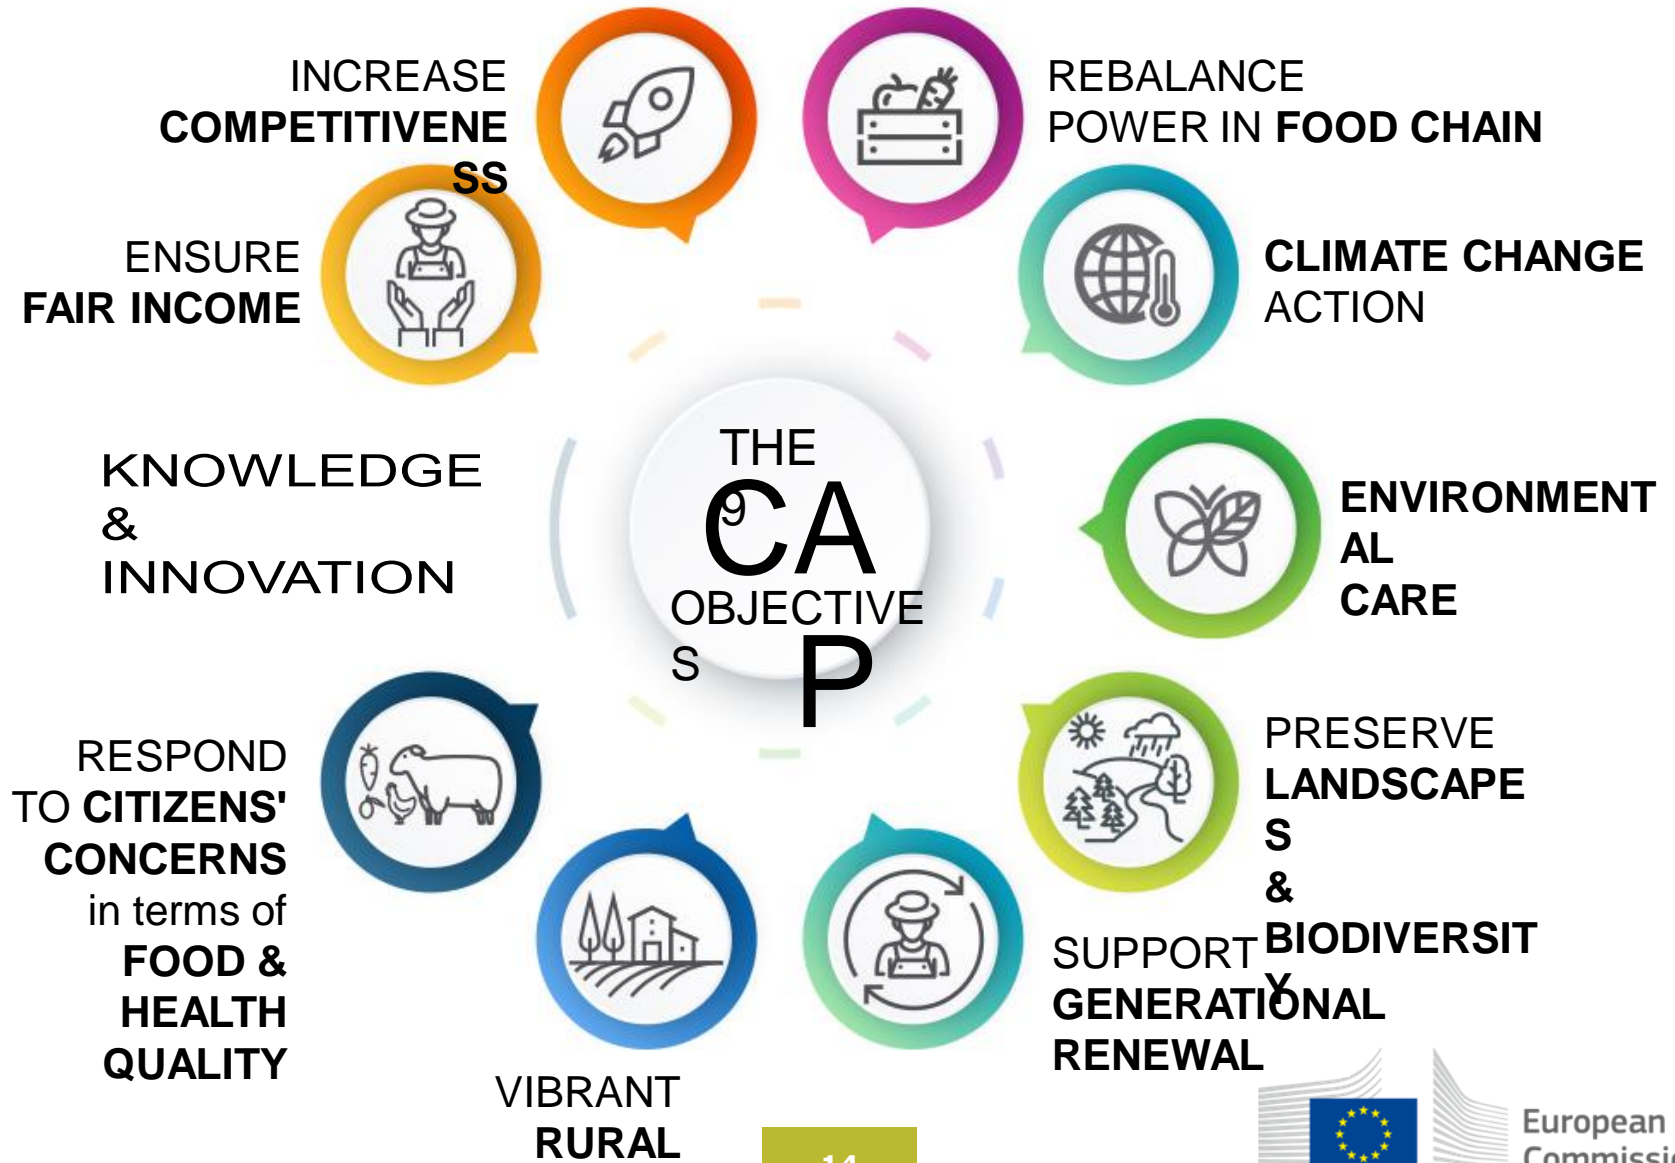 INCREASE
COMPETITIVENE
SS
REBALANCE
POWER IN FOOD CHAIN
ENSURE
FAIR INCOME
CLIMATE CHANGE
ACTION
KNOWLEDGE
&
INNOVATION
THE
9
CA
P
OBJECTIVE
S
ENVIRONMENT
AL
CARE
RESPOND
TO CITIZENS'
CONCERNS
in terms of
FOOD &
HEALTH
QUALITY
PRESERVE
LANDSCAPE
S
&
BIODIVERSIT
Y
SUPPORT
GENERATIONAL
RENEWAL
VIBRANT
RURAL
14
European
Commissi